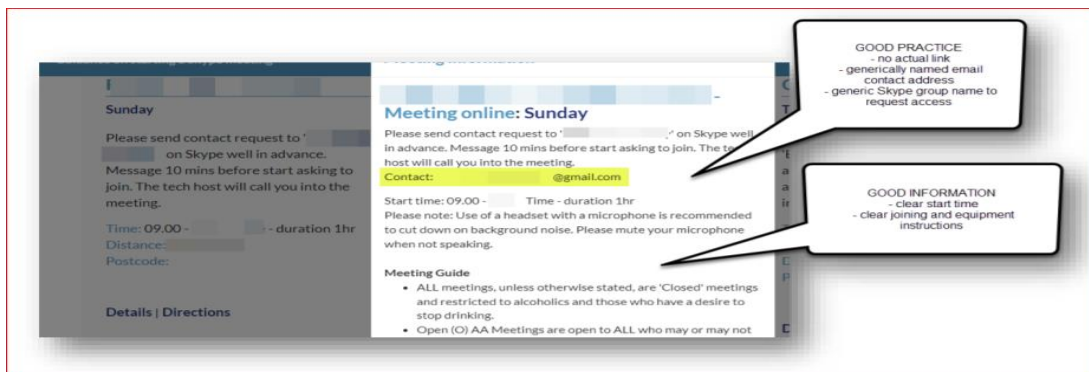 Sunday
Please send contact request to '
on Skype well in advance.
Message 10 mins before start asking to
join. The tech host will call you into the
meeting.
Time: 09.00 - - duration 1hr
Distance:
Postcode:
Details | Directions
-
Meeting online: Sunday
Please send contact request to ' ' on Skype well
in advance. Message 10 mins before start asking to join. The tech
host will call you into the meeting.
Contact: @gmail.com
Start time: 09.00 - Time - duration 1hr
Please note: Use of a headset with a microphone is recommended
to cut down on background noise. Please mute your microphone
when not speaking.
Meeting Guide
• ALL meetings, unless otherwise stated, are 'Closed' meetings
and restricted to alcoholics and those who have a desire to
stop drinking.
• Open (O) AA Meetings are open to ALL who may or may not
GOOD PRACTICE
- no actual link
- generically named email
contact address
- generic Skype group name to
request access
GOOD INFORMATION
- clear start time
- clear joining and equipment
instructions